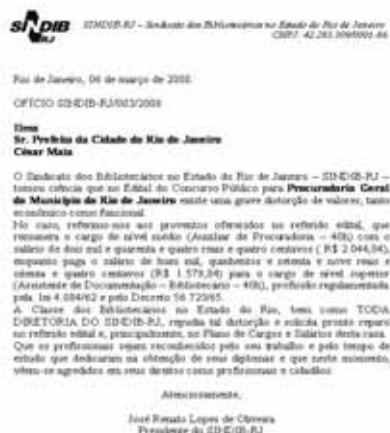 SINDIB
RJ
SINDIB-RJ – Sindicato dos Bibliotecários no Estado do Rio de Janeiro
CNPJ: 42.283.309/0001-86
Rio de Janeiro, 06 de março de 2008
OFÍCIO SINDIB-RJ/003/2008
Ilmo
Sr. Prefeito da Cidade do Rio de Janeiro
César Maia
O Sindicato dos Bibliotecários no Estado do Rio de Janeiro – SINDIB-RJ –
tomou ciência que no Edital do Concurso Público para Procuradoria Geral
do Município do Rio de Janeiro existe uma grave distorção de valores, tanto
econômico como funcional.
No caso, referimo-nos aos proventos oferecidos no referido edital, que
remunera o cargo de nível médio (Auxiliar de Procuradoria – 40h) com o
salário de dois mil e quarenta e quatro reais e quatro centavos ( R$ 2.044,04),
enquanto paga o salário de hum mil, quinhentos e setenta e nove reais e
oitenta e quatro centavos (R$ 1.579,84) para o cargo de nível superior
(Assistente de Documentação – Bibliotecário – 40h), profissão regulamentada
pela lei 4.084/62 e pelo Decreto 56.725/65.
A Classe dos Bibliotecários no Estado do Rio, bem como TODA
DIRETORIA DO SINDIB-RJ, repudia tal distorção e solicita pronto reparo
no referido edital e, principalmente, no Plano de Cargos e Salários desta casa.
Que os profissionais sejam reconhecidos pelo seu trabalho e pelo tempo de
estudo que dedicaram na obtenção de seus diplomas e que neste momento,
vêem-se agredidos em seus direitos como profissionais e cidadãos.
Atenciosamente,
José Renato Lopes de Oliveira
Presidente do SINDIB-RJ